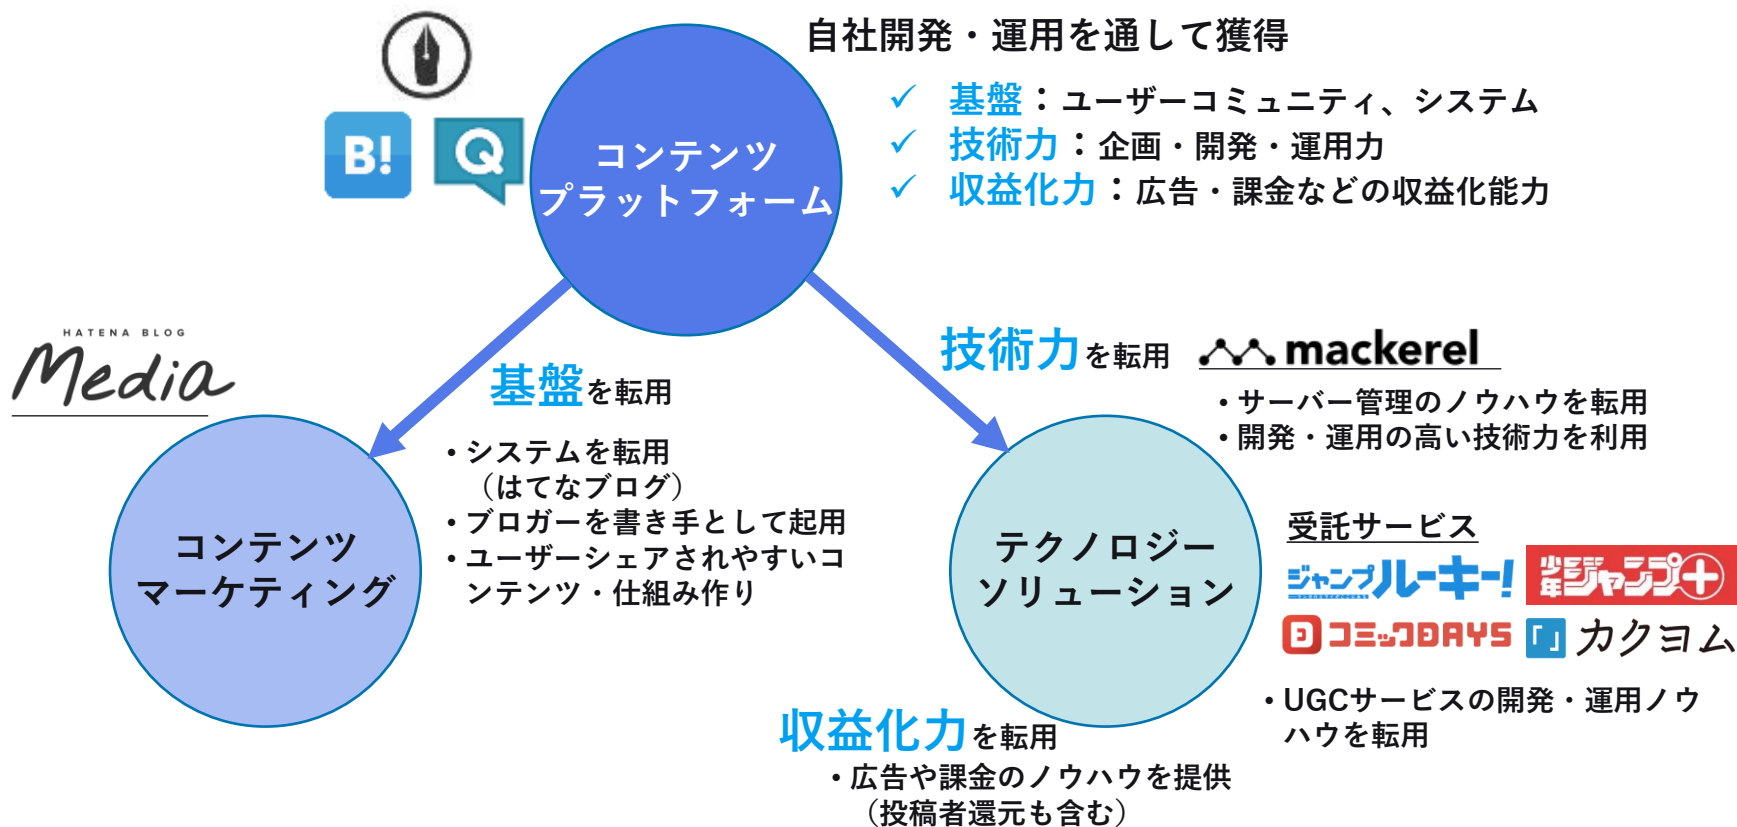 自社開発・運用を通して獲得
✓ 基盤：ユーザーコミュニティ、システム
✓ 技術力：企画・開発・運用力
✓ 収益化力：広告・課金などの収益化能力
B!
Q
コンテンツ
プラットフォーム
HATENA BLOG
Media
基盤を転用
・システムを転用
（はてなブログ）
・ブロガーを書き手として起用
・ユーザーシェアされやすいコ
ンテンツ・仕組み作り
コンテンツ
マーケティング
技術力を転用
mackerel
・サーバー管理のノウハウを転用
・開発・運用の高い技術力を利用
テクノロジー
ソリューション
受託サービス
ジャンプルーキー!
少年ジャンプ＋
コミックDAYS
「」カクヨム
・UGCサービスの開発・運用ノウ
ハウを転用
収益化力を転用
・広告や課金のノウハウを提供
（投稿者還元も含む）